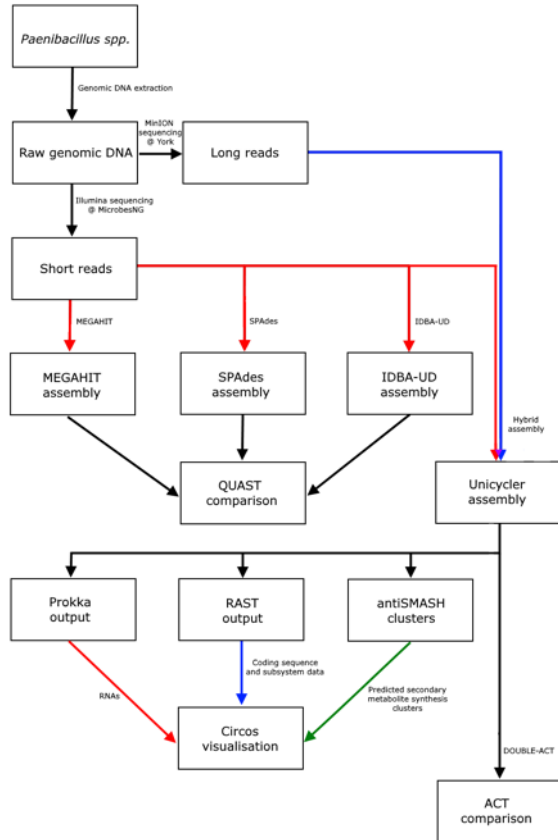 Paenibacillus spp.
Genomic DNA extraction
Raw genomic DNA
MinION
sequencing
@ York
Long reads
Illumina sequencing
@ MicrobesNG
Short reads
MEGAHIT
SPAdes
IDBA-UD
MEGAHIT
assembly
SPAdes
assembly
IDBA-UD
assembly
Hybrid
assembly
QUAST
comparison
Unicycler
assembly
Prokka
output
RAST
output
antiSMASH
clusters
RNAs
Coding sequence
and subsystem data
Predicted secondary
metabolite synthesis
clusters
Circos
visualisation
DOUBLE-ACT
ACT
comparison